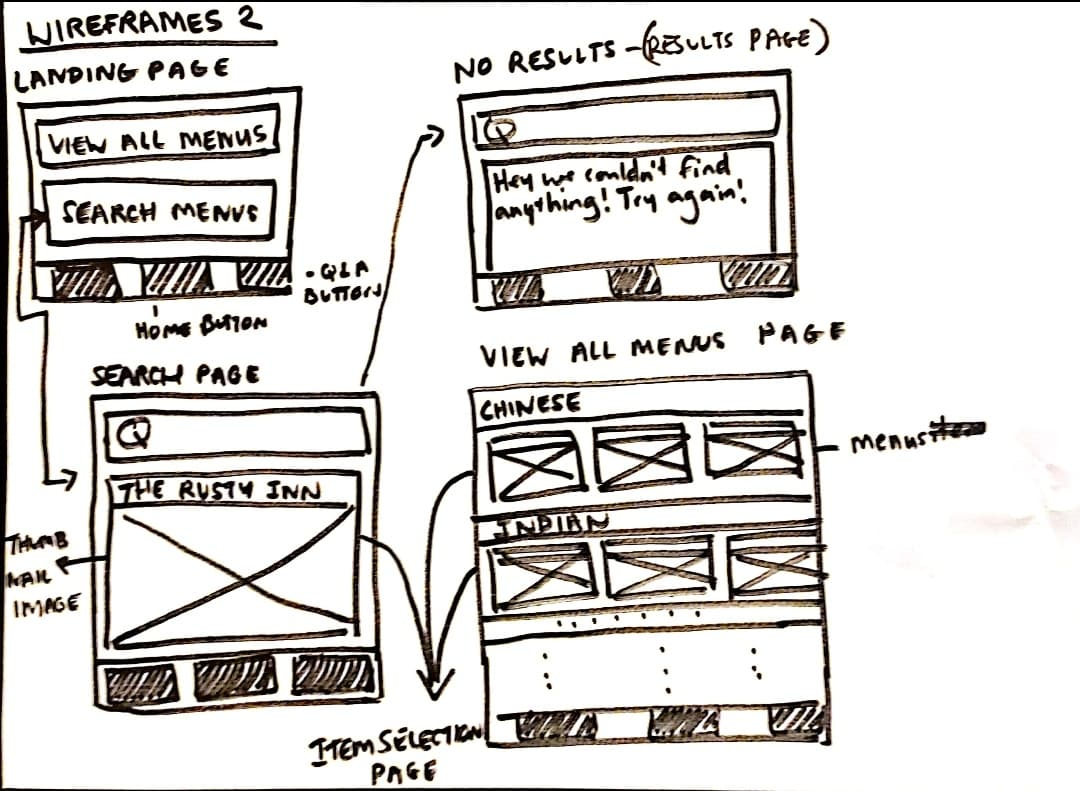 WIREFRAMES 2
LANDING PAGE
VIEW ALL MENUS
SEARCH MENUS
- Q&A
BUTTON
HOME BUTTON
NO RESULTS - (RESULTS PAGE)
Hey we couldn't find
anything! Try again!
SEARCH PAGE
THE RUSTY INN
THUMB
NAIL
IMAGE
VIEW ALL MENUS PAGE
CHINESE
menus
INDIAN
ITEM SELECTION
PAGE